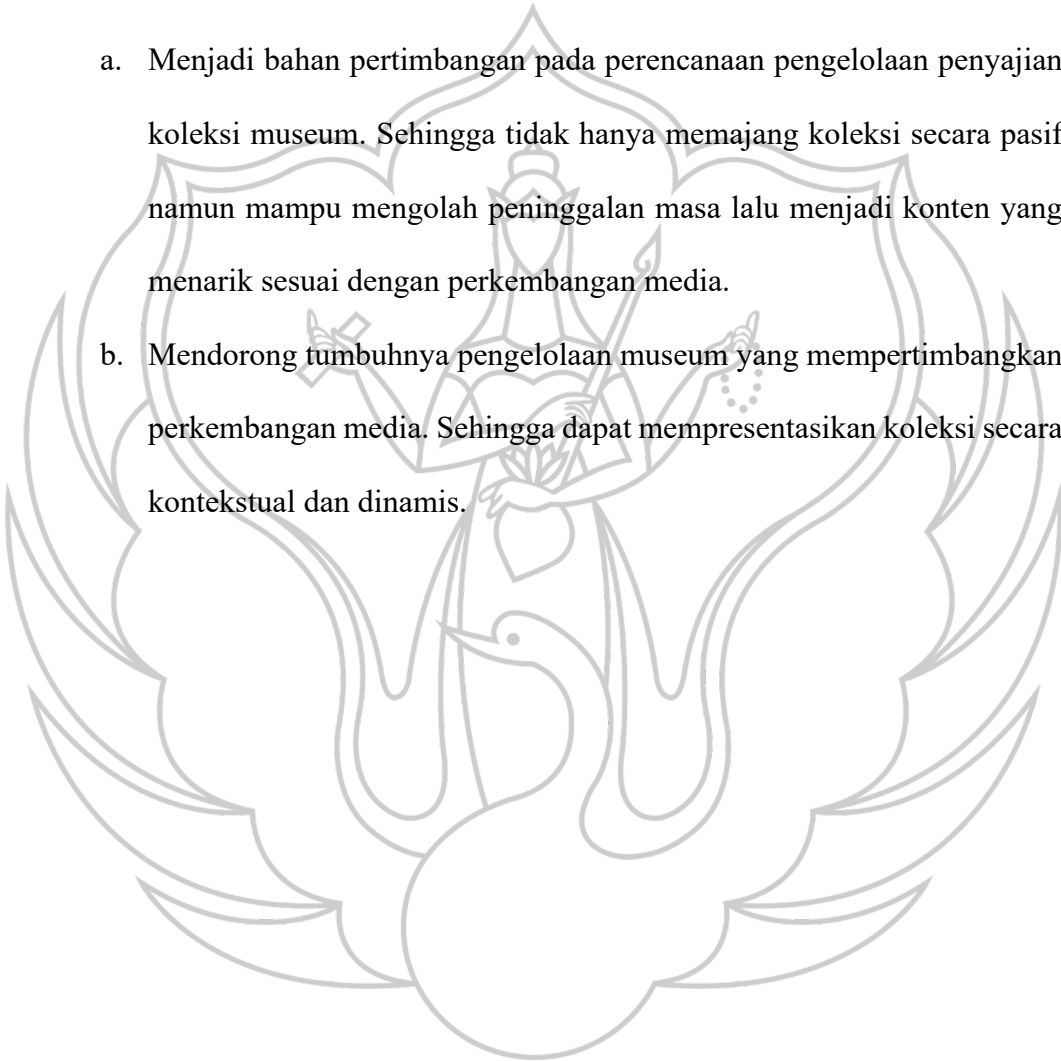 a. Menjadi bahan pertimbangan pada perencanaan pengelolaan penyajian
koleksi museum. Sehingga tidak hanya memajang koleksi secara pasif
namun mampu mengolah peninggalan masa lalu menjadi konten yang
menarik sesuai dengan perkembangan media.
b. Mendorong tumbuhnya pengelolaan museum yang mempertimbangkan
perkembangan media. Sehingga dapat mempresentasikan koleksi secara
kontekstual dan dinamis.